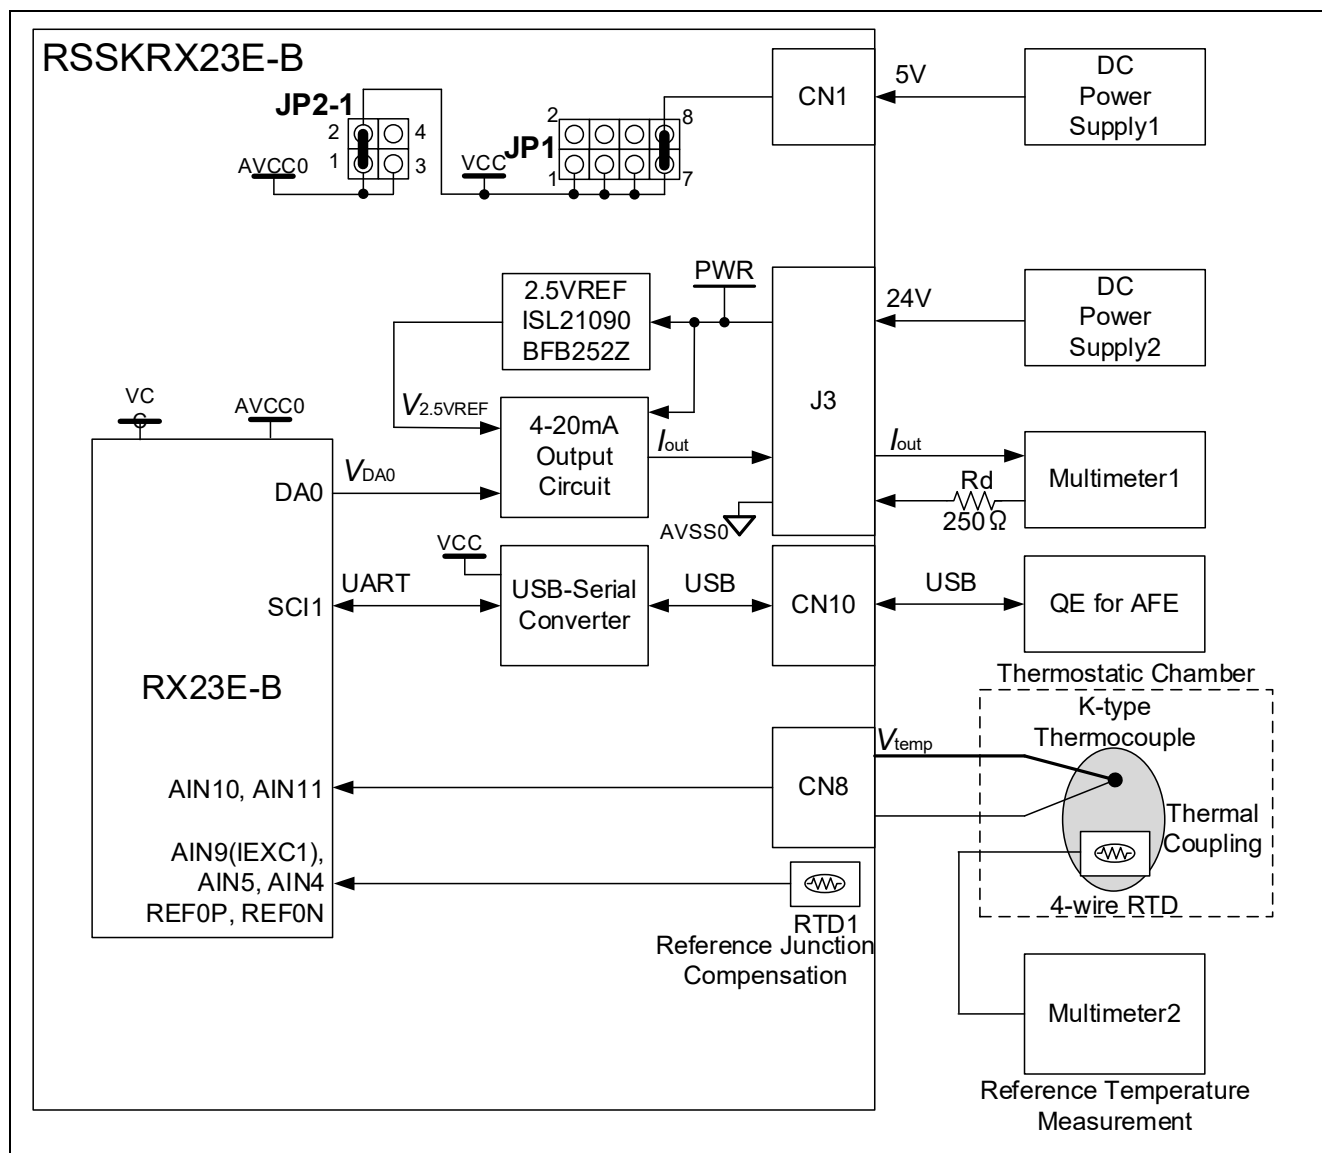 RSSKRX23E-B
JP2-1
2
4
1
3
AVCC0
VCC
JP1
2
8
1
7
CN1
5V
DC
Power
Supply1
2.5VREF
ISL21090
BFB252Z
PWR
J3
24V
DC
Power
Supply2
V2.5VREF
4-20mA
Output
Circuit
Iout
Iout
Multimeter1
Rd
250Ω
AVSS0
VC
C
AVCC0
DA0
VDA0
SCI1
UART
VCC
USB-Serial
Converter
USB
CN10
USB
QE for AFE
RX23E-B
Thermostatic Chamber
K-type
Thermocouple
Vtemp
CN8
AIN10, AIN11
Thermal
Coupling
4-wire RTD
AIN9(IEXC1),
AIN5, AIN4
REF0P, REF0N
RTD1
Reference Junction
Compensation
Multimeter2
Reference Temperature
Measurement